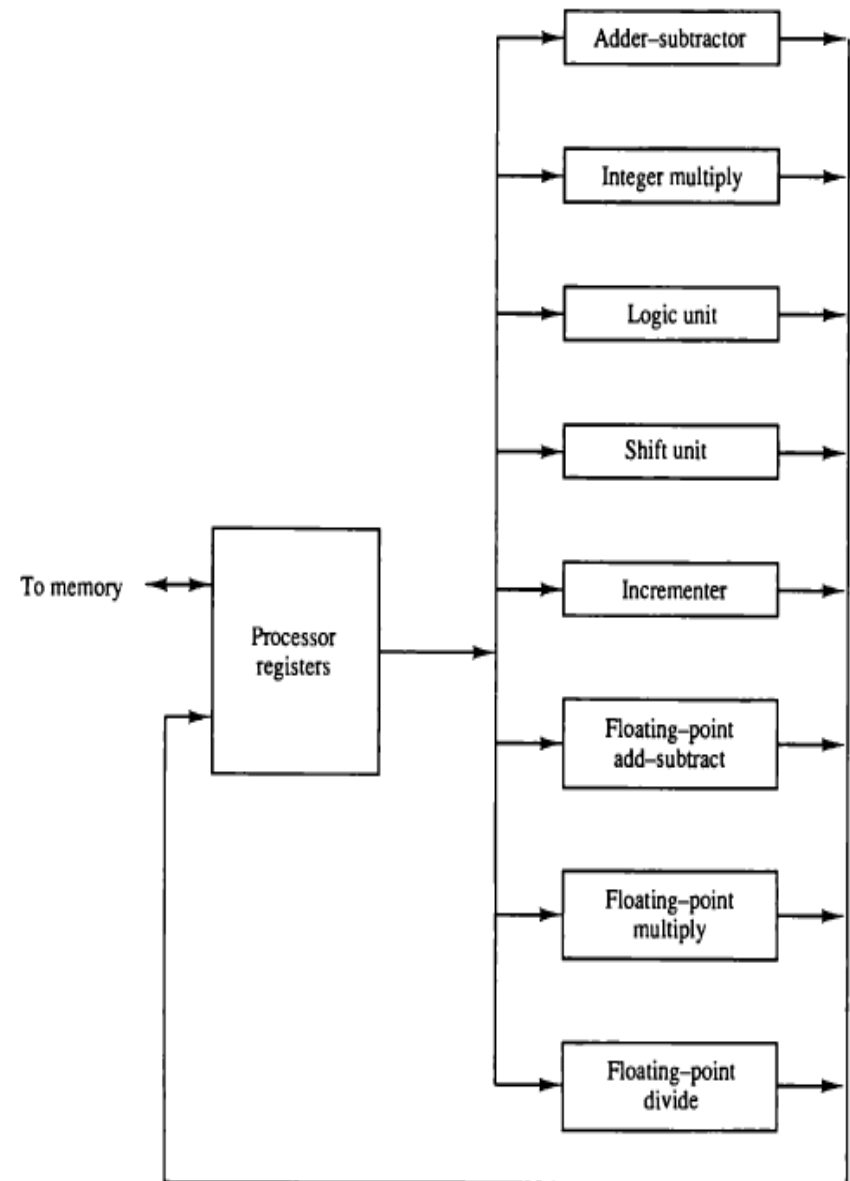 Adder–subtractor
Integer multiply
Logic unit
Shift unit
To memory
Incrementer
Processor
registers
Floating–point
add–subtract
Floating–point
multiply
Floating–point
divide